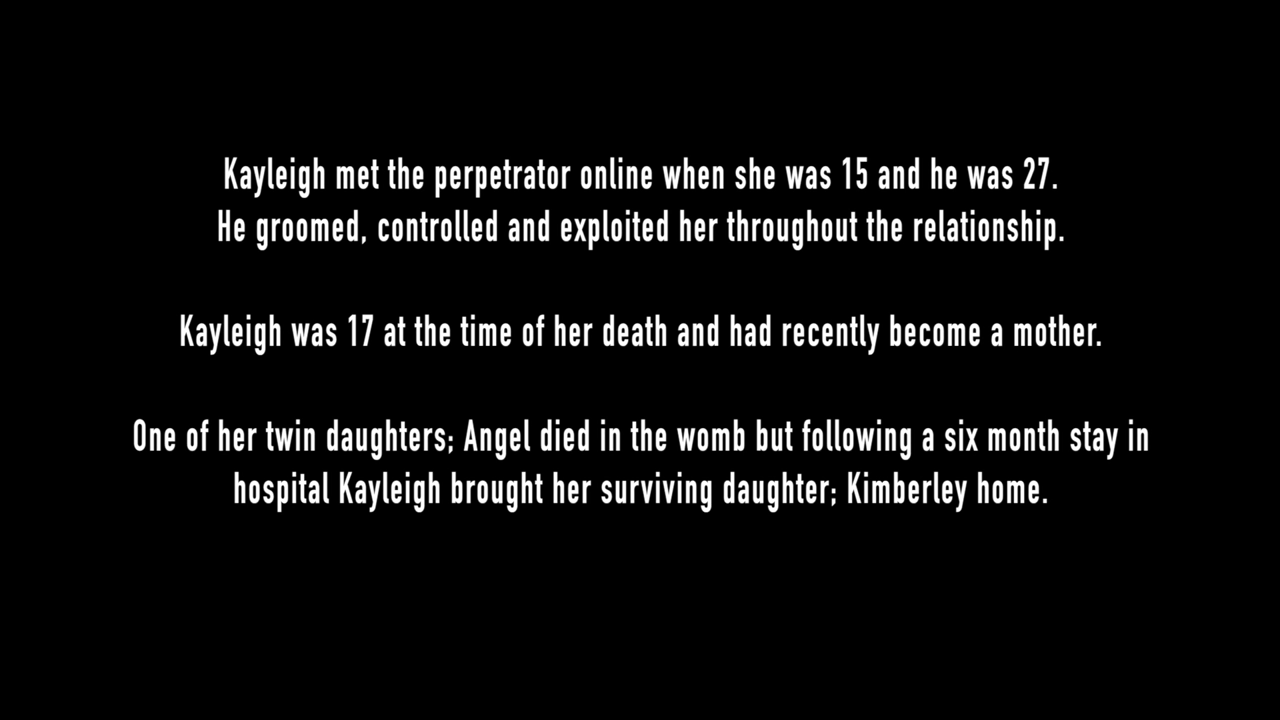 Kayleigh met the perpetrator online when she was 15 and he was 27.
He groomed, controlled and exploited her throughout the relationship.
Kayleigh was 17 at the time of her death and had recently become a mother.
One of her twin daughters; Angel died in the womb but following a six month stay in
hospital Kayleigh brought her surviving daughter; Kimberley home.